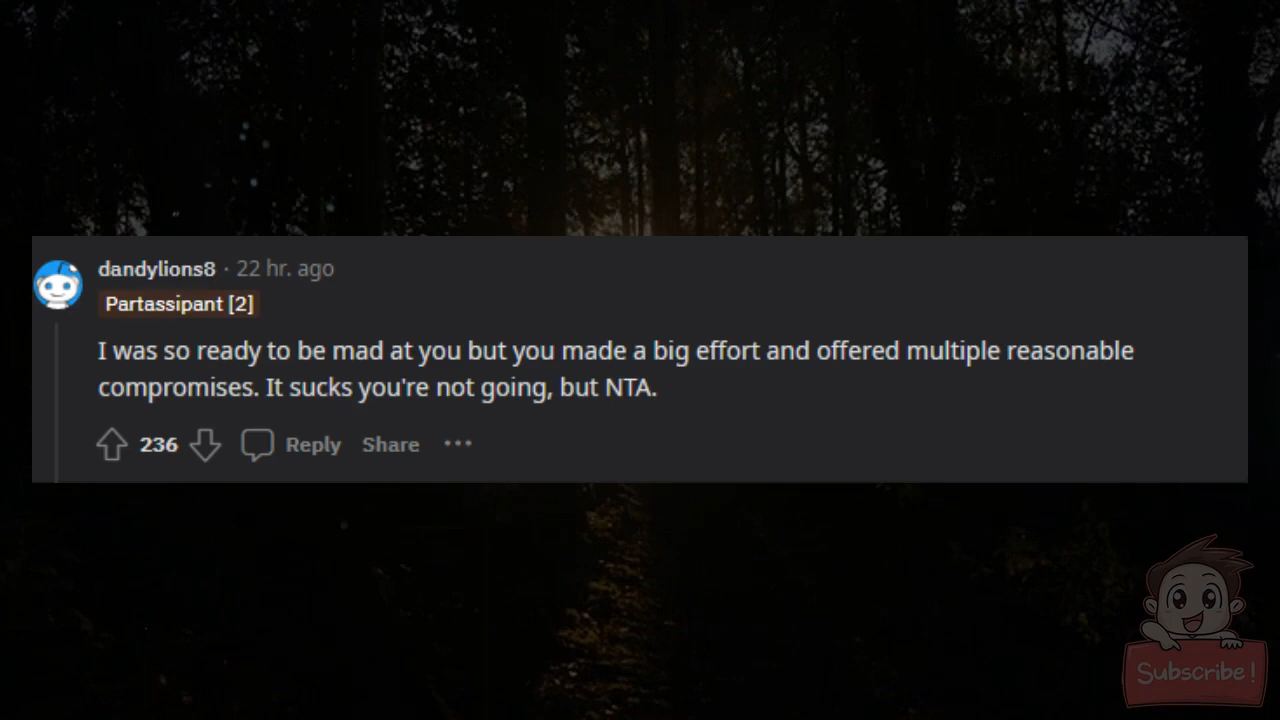 dandylions8 · 22 hr. ago
Partassipant [2]
I was so ready to be mad at you but you made a big effort and offered multiple reasonable
compromises. It sucks you're not going, but NTA.
236 Reply Share ···
Subscribe!